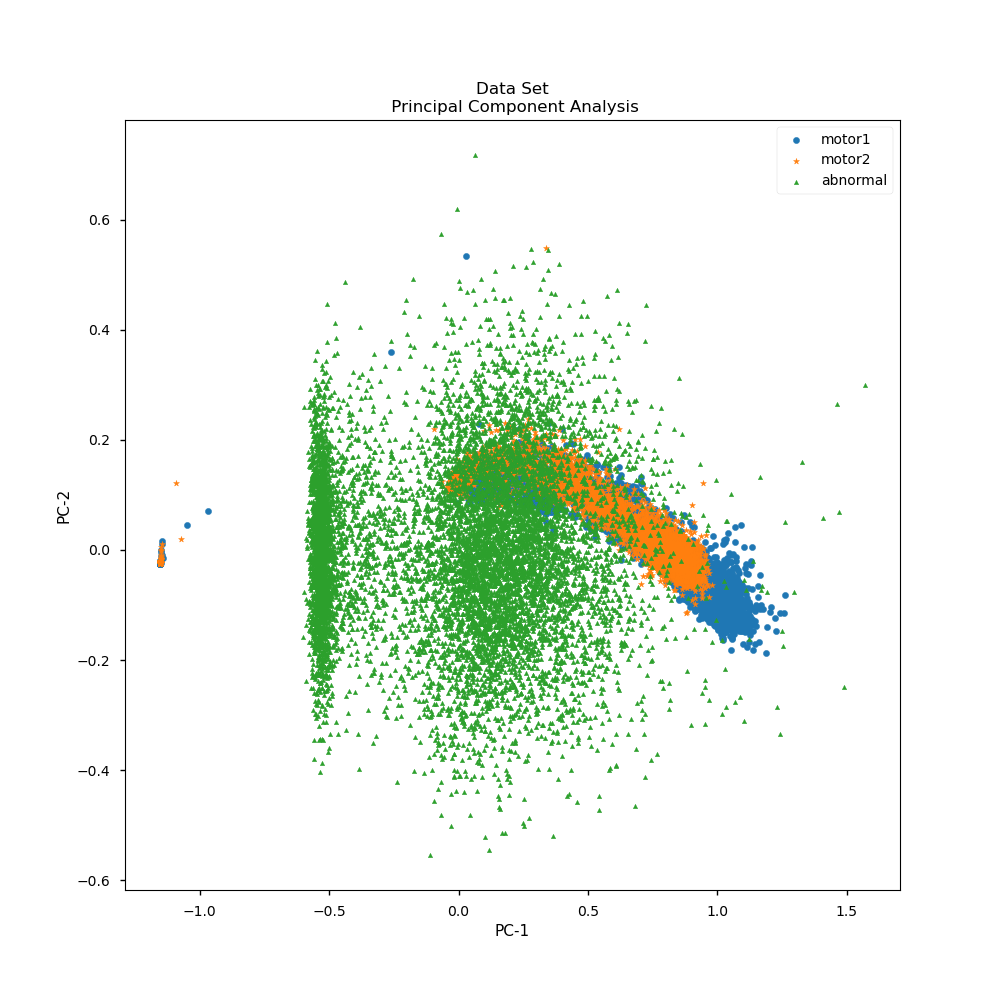 Data Set
Principal Component Analysis
motor1
motor2
abnormal
PC-2
0.6
0.4
0.2
0.0
−0.2
−0.4
−0.6
−1.0
−0.5
0.0
0.5
1.0
1.5
PC-1